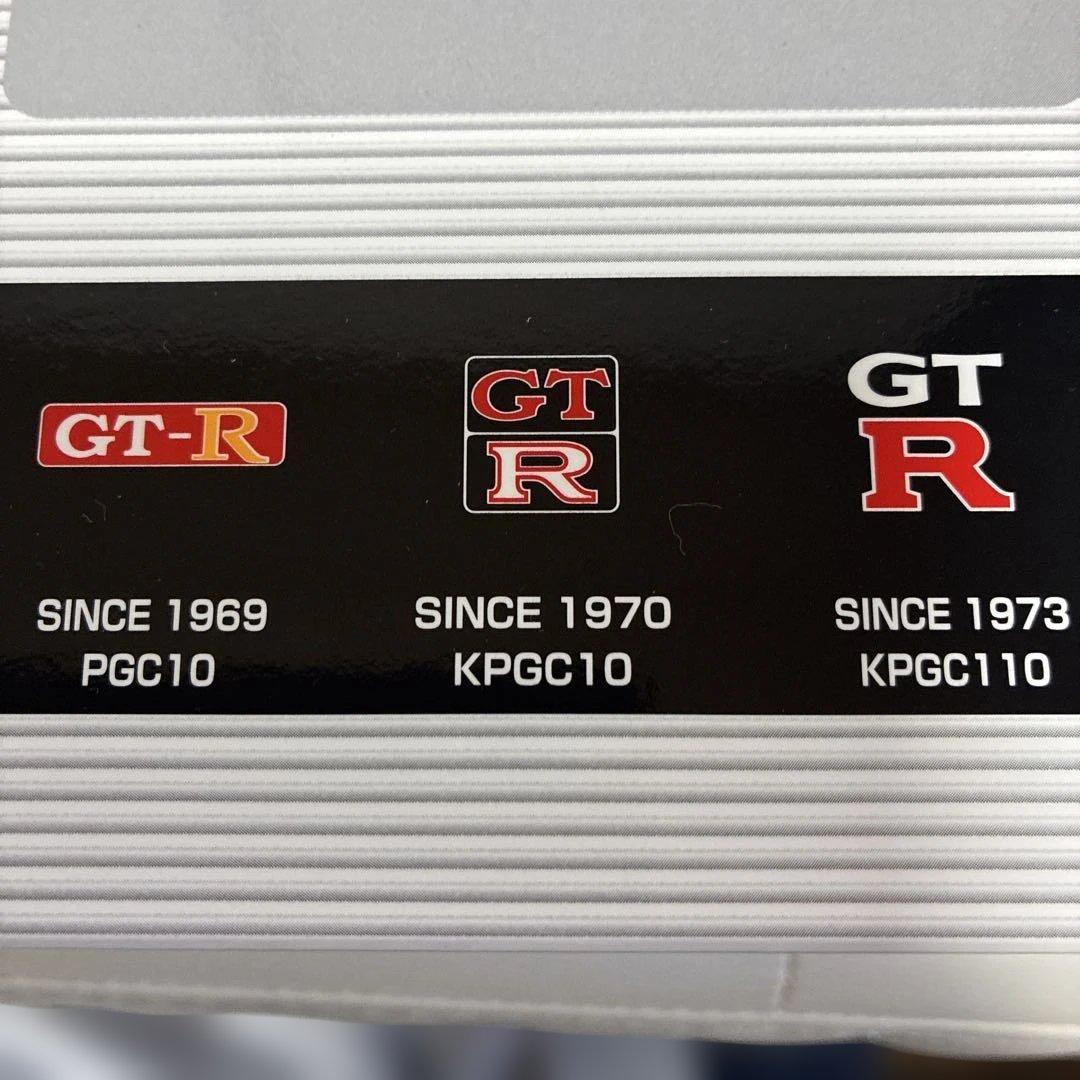 GT-R
SINCE 1969
PGC10
GT
R
SINCE 1970
KPGC10
GT
R
SINCE 1973
KPGC110